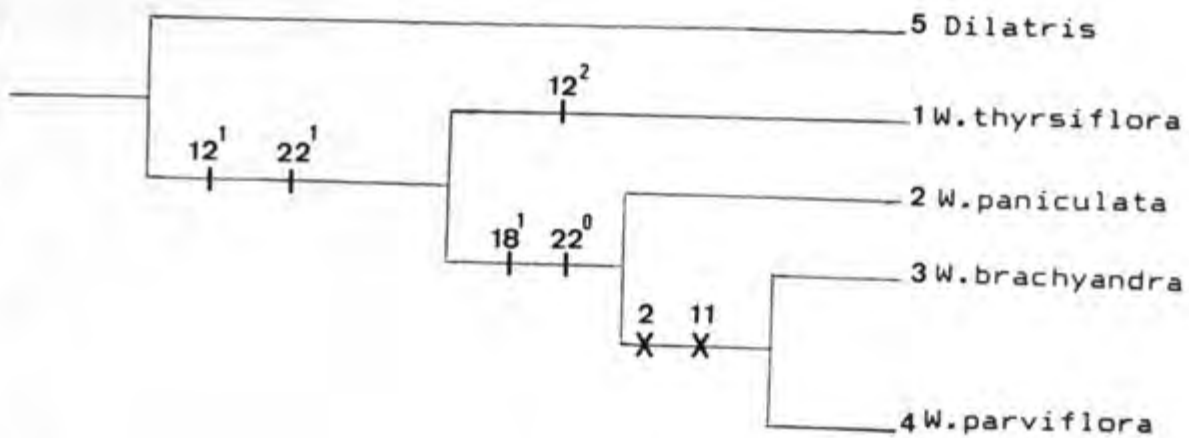 5 Dilatris
12²
1 W.thyrsiflora
12¹ 22¹
2 W.paniculata
18¹ 22⁰
3 W.brachyandra
2 11
4 W.parviflora